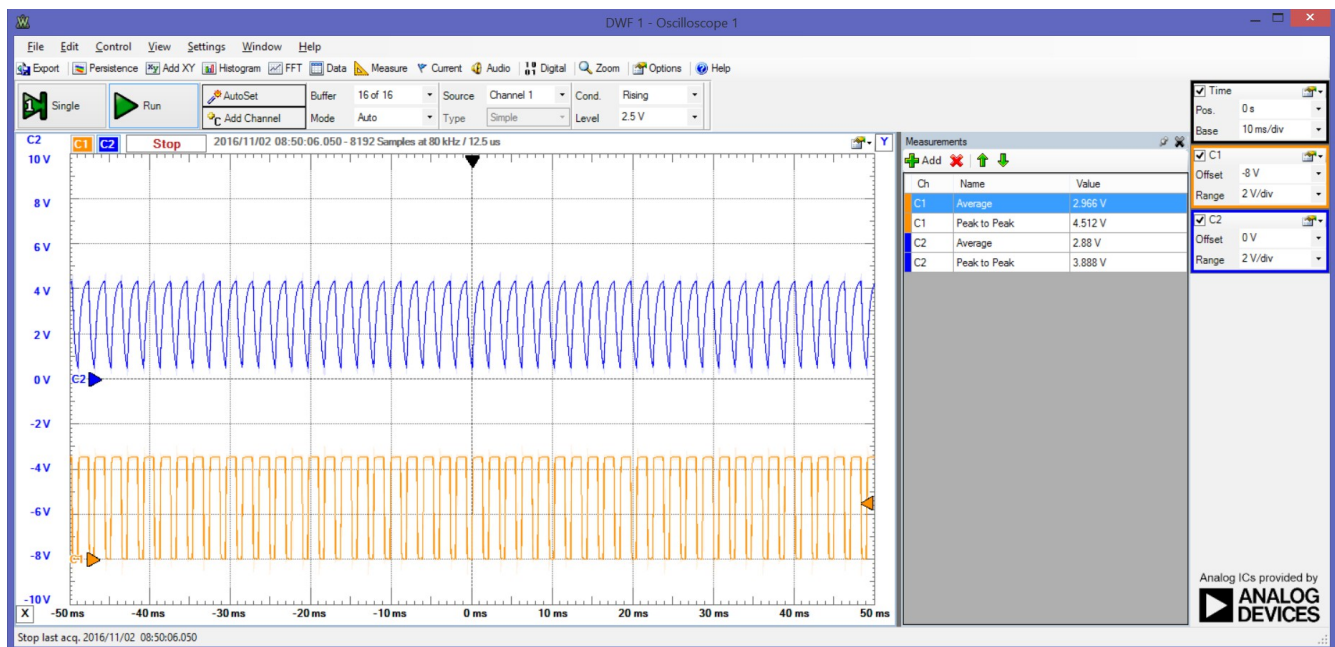 DWF 1 - Oscilloscope 1
File Edit Control View Settings Window Help
Export Persistence Add XY Histogram FFT Data Measure Current Audio Digital Zoom Options Help
Single Run AutoSet Buffer 16 of 16 Source Channel 1 Cond. Rising
Add Channel Mode Auto Type Simple Level 2.5 V
C2 C1 C2 Stop 2016/11/02 08:50:06.050 - 8192 Samples at 80 kHz / 12.5 us Y
10 V
8 V
6 V
4 V
2 V
0 V
-2 V
-4 V
-6 V
-8 V
-10 V
C2
C1
X -50 ms -40 ms -30 ms -20 ms -10 ms 0 ms 10 ms 20 ms 30 ms 40 ms 50 ms
Measurements
Add
Ch Name Value
C1 Average 2.966 V
C1 Peak to Peak 4.512 V
C2 Average 2.88 V
C2 Peak to Peak 3.888 V
Time
Pos. 0 s
Base 10 ms/div
C1
Offset -8 V
Range 2 V/div
C2
Offset 0 V
Range 2 V/div
Analog ICs provided by
ANALOG
DEVICES
Stop last acq. 2016/11/02 08:50:06.050